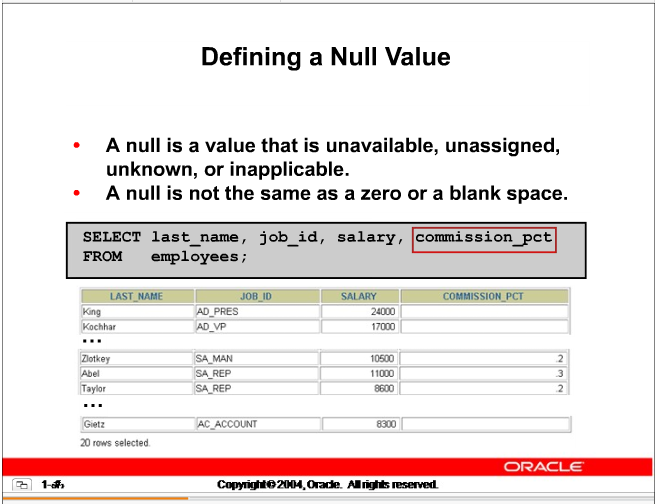 Defining a Null Value
• A null is a value that is unavailable, unassigned,
unknown, or inapplicable.
• A null is not the same as a zero or a blank space.
SELECT last_name, job_id, salary, commission_pct
FROM employees;
LAST_NAME JOB_ID SALARY COMMISSION_PCT
King AD_PRES 24000
Kochhar AD_VP 17000
...
Zlotkey SA_MAN 10500 .2
Abel SA_REP 11000 .3
Taylor SA_REP 8600 .2
...
Gietz AC_ACCOUNT 8300
20 rows selected.
ORACLE
Copyright © 2004, Oracle. All rights reserved.